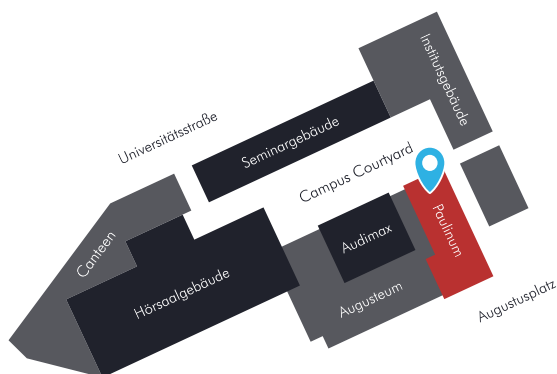 Institutsgebäude
Universitätsstraße
Seminargebäude
Campus Courtyard
Paulinum
Audimax
Canteen
Hörsaalgebäude
Augusteum
Augustusplatz